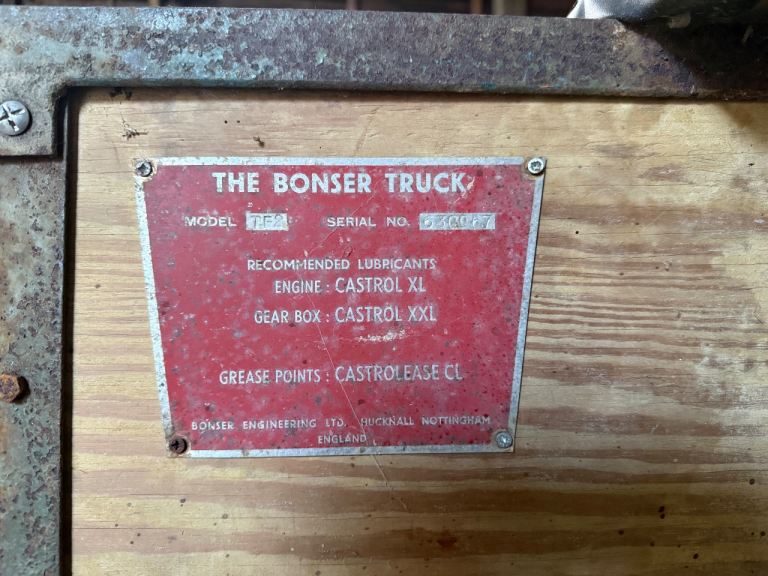 THE BONSER TRUCK
MODEL SERIAL NO.
RECOMMENDED LUBRICANTS
ENGINE : CASTROL XL
GEAR BOX : CASTROL XXL
GREASE POINTS : CASTROLEASE CL
BONSER ENGINEERING LTD. HUCKNALL NOTTINGHAM
ENGLAND